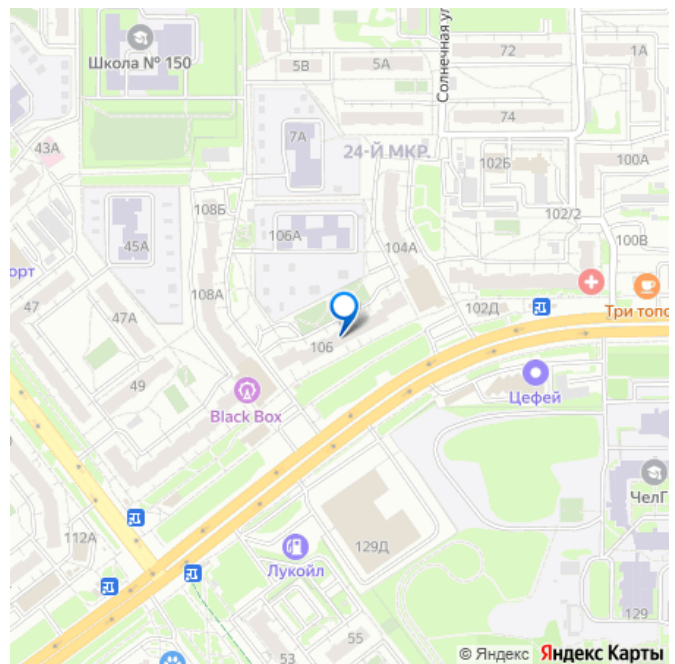 Солнечная ул
72
1А
Школа № 150
5В
5А
74
43А
7А
24-Й МКР.
102Б
100А
108Б
102/2
106А
104А
100В
45А
орт
108А
47
47А
102Д
Три топо
106
49
Цефей
Black Box
ЧелГ
112А
129Д
Лукойл
129
55
53
© Яндекс Яндекс Карты